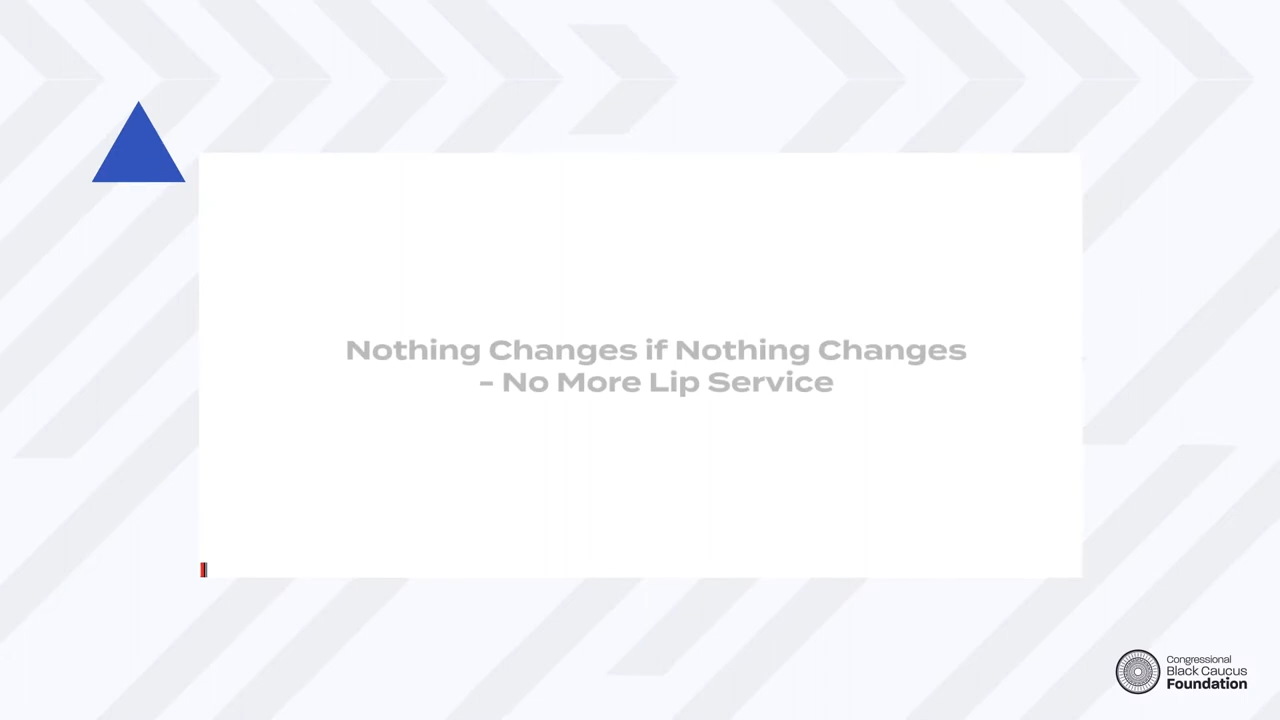 Nothing Changes if Nothing Changes
- No More Lip Service
Congressional
Black Caucus
Foundation